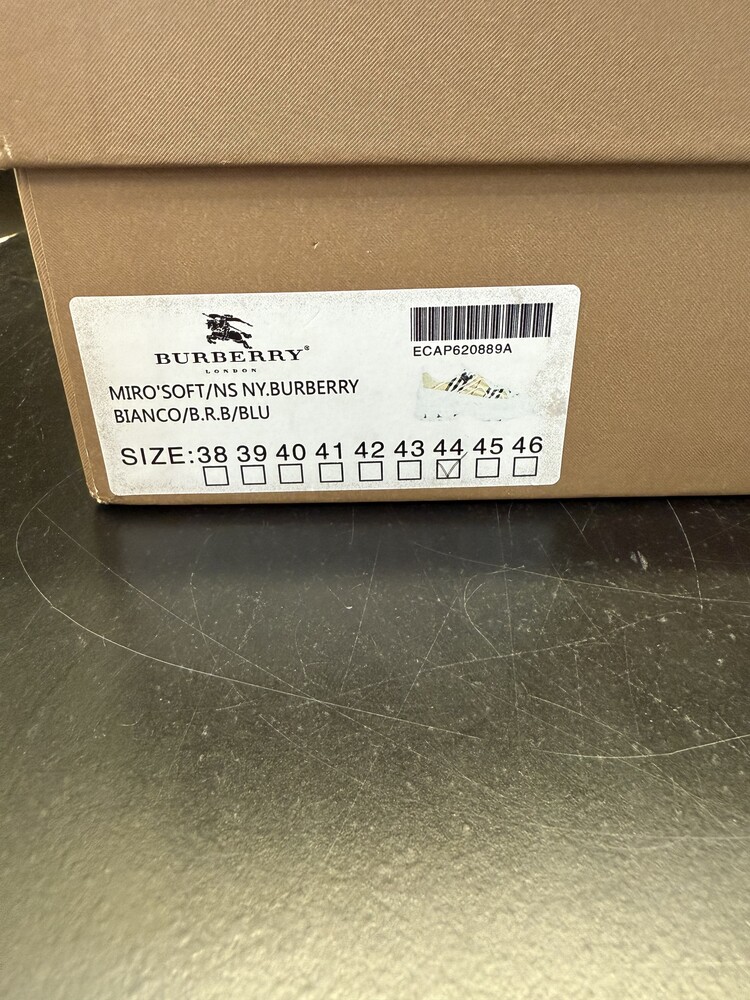 BURBERRY®
LONDON
ECAP620889A
MIRO'SOFT/NS NY.BURBERRY
BIANCO/B.R.B/BLU
SIZE:38 39 40 41 42 43 44 45 46